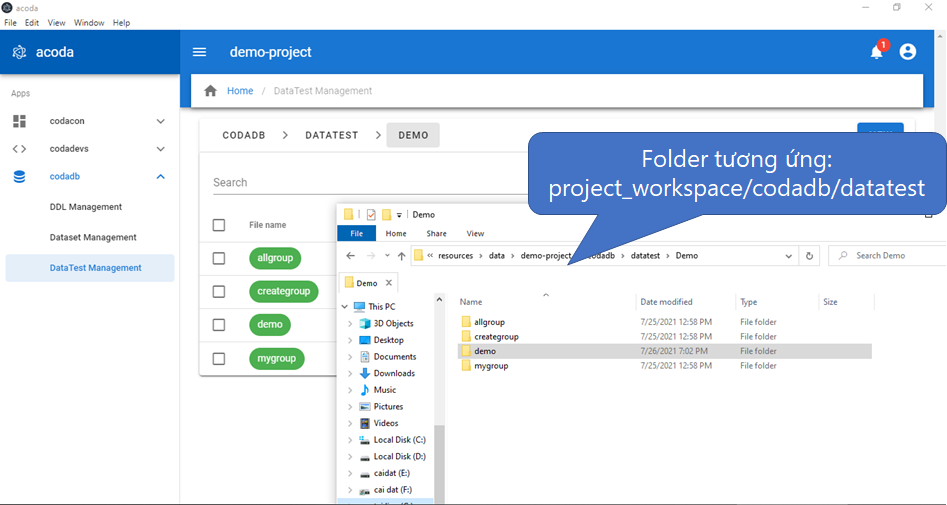 acoda
File Edit View Window Help
acoda
demo-project
1
Apps
Home / DataTest Management
codacon
codadevs
codadb
DDL Management
Dataset Management
DataTest Management
CODADB > DATATEST > DEMO
Folder tương ứng:
project_workspace/codadb/datatest
Search
File name
allgroup
creategroup
demo
mygroup
Demo
File Home Share View
« resources > data > demo-project > codadb > datatest > Demo
Search Demo
Demo
This PC
3D Objects
Desktop
Documents
Downloads
Music
Pictures
Videos
Local Disk (C:)
Local Disk (D:)
caidat (E:)
cai dat (F:)
Name Date modified Type Size
allgroup 7/25/2021 12:58 PM File folder
creategroup 7/25/2021 12:58 PM File folder
demo 7/26/2021 7:02 PM File folder
mygroup 7/25/2021 12:58 PM File folder